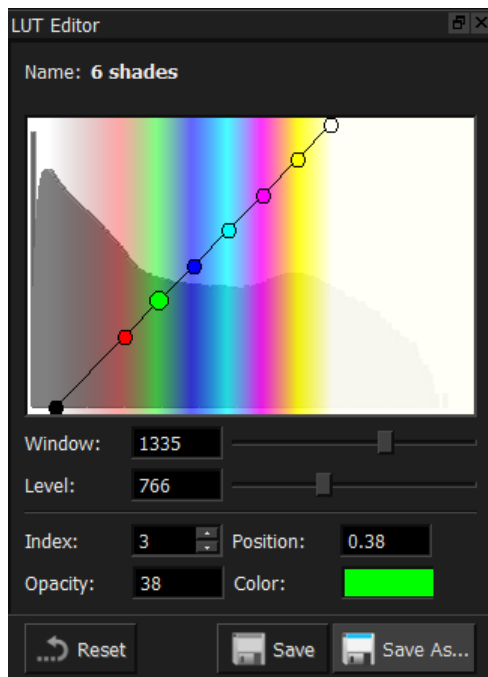 LUT Editor
Name: 6 shades
Window: 1335
Level: 766
Index: 3 Position: 0.38
Opacity: 38 Color:
Reset Save Save As...